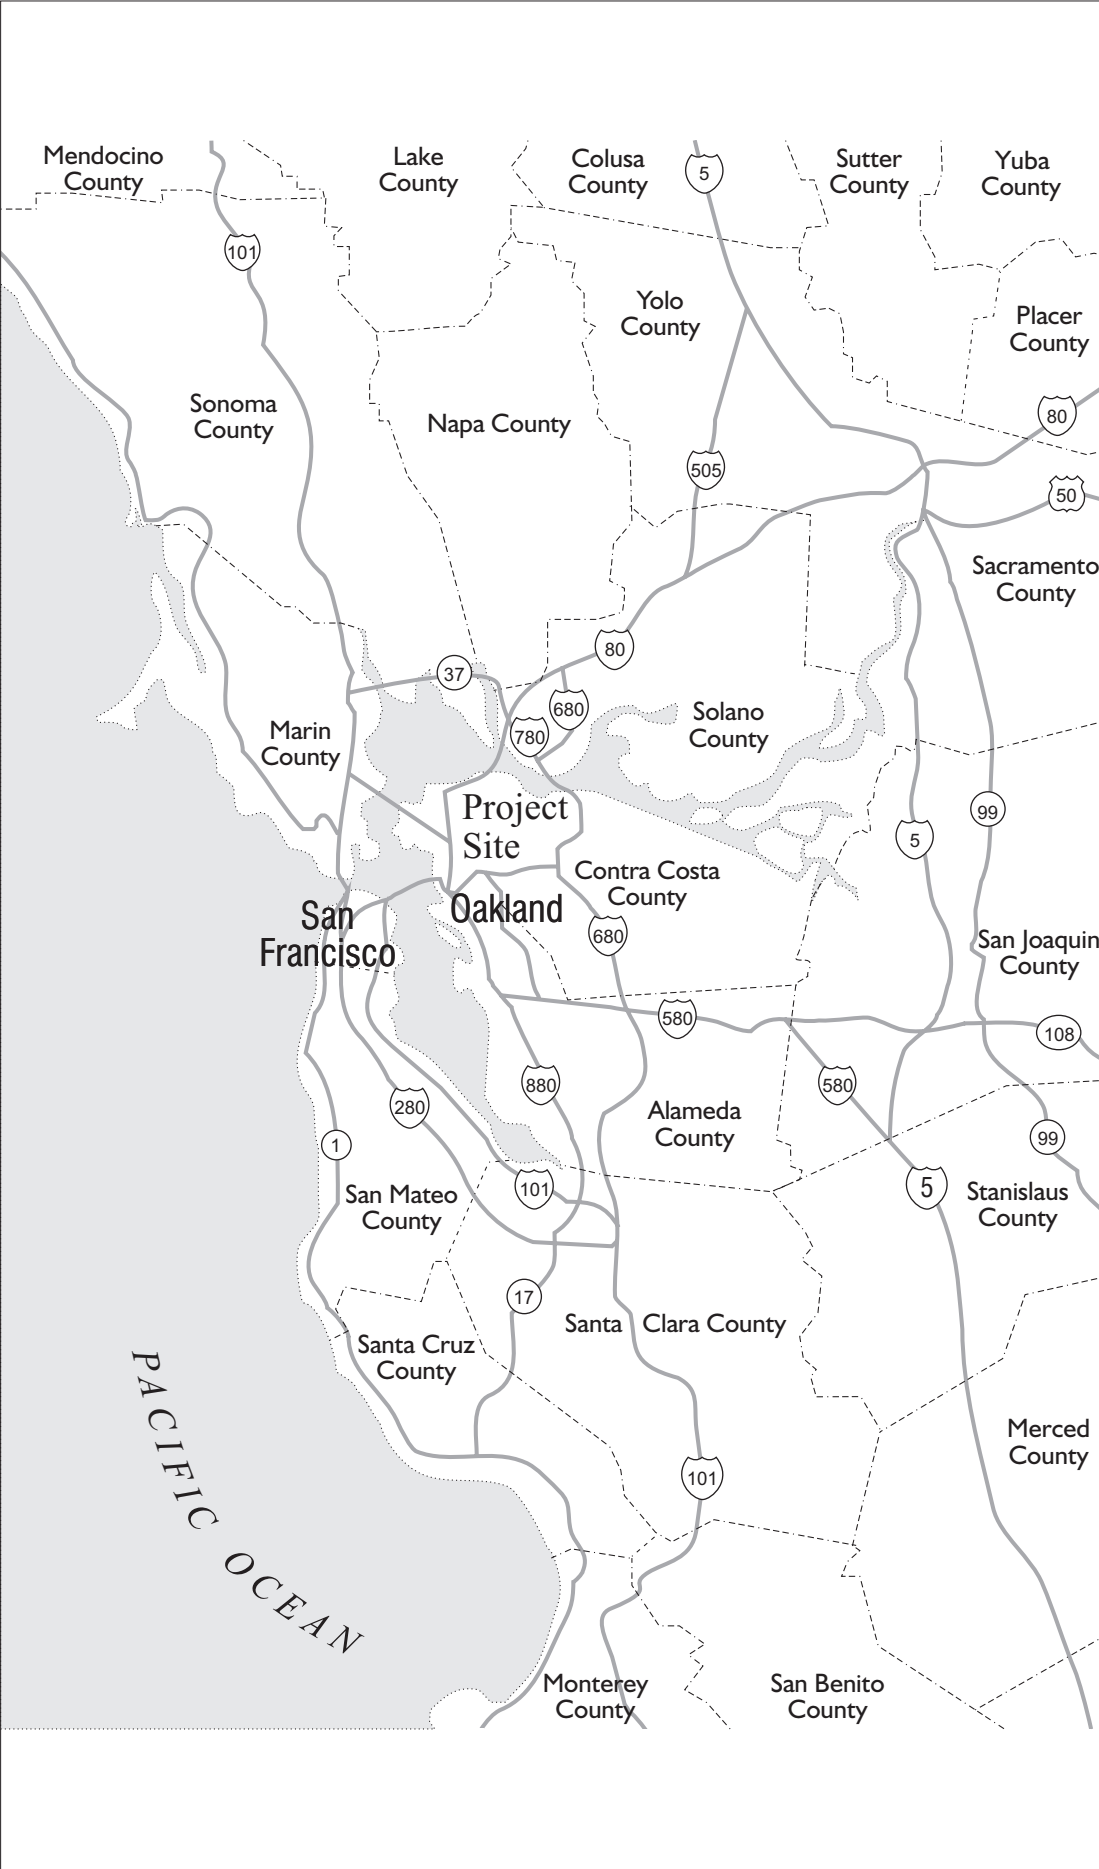 Mendocino
County
Lake
County
Colusa
County
5
Sutter
County
Yuba
County
101
Yolo
County
Placer
County
Sonoma
County
Napa County
80
505
50
Sacramento
County
80
37
680
Solano
County
780
Marin
County
Project
Site
99
5
Contra Costa
County
Oakland
San
Francisco
680
San Joaquin
County
580
108
880
580
280
Alameda
County
1
99
101
5
San Mateo
County
Stanislaus
County
17
Santa Clara County
Santa Cruz
County
PACIFIC OCEAN
Merced
County
101
Monterey
County
San Benito
County